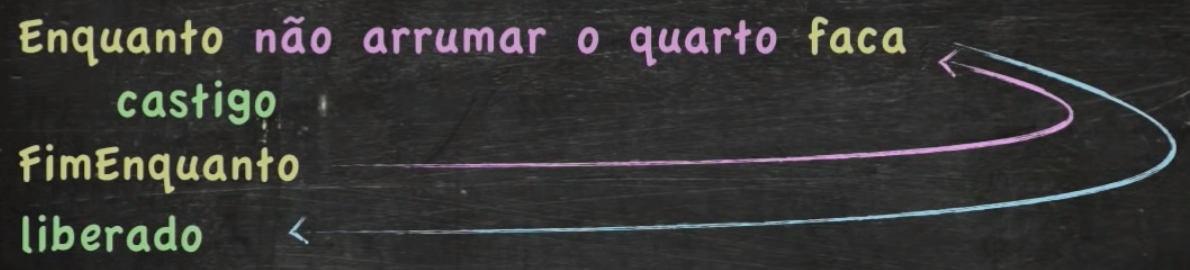 Enquanto não arrumar o quarto faca
castigo
FimEnquanto
liberado